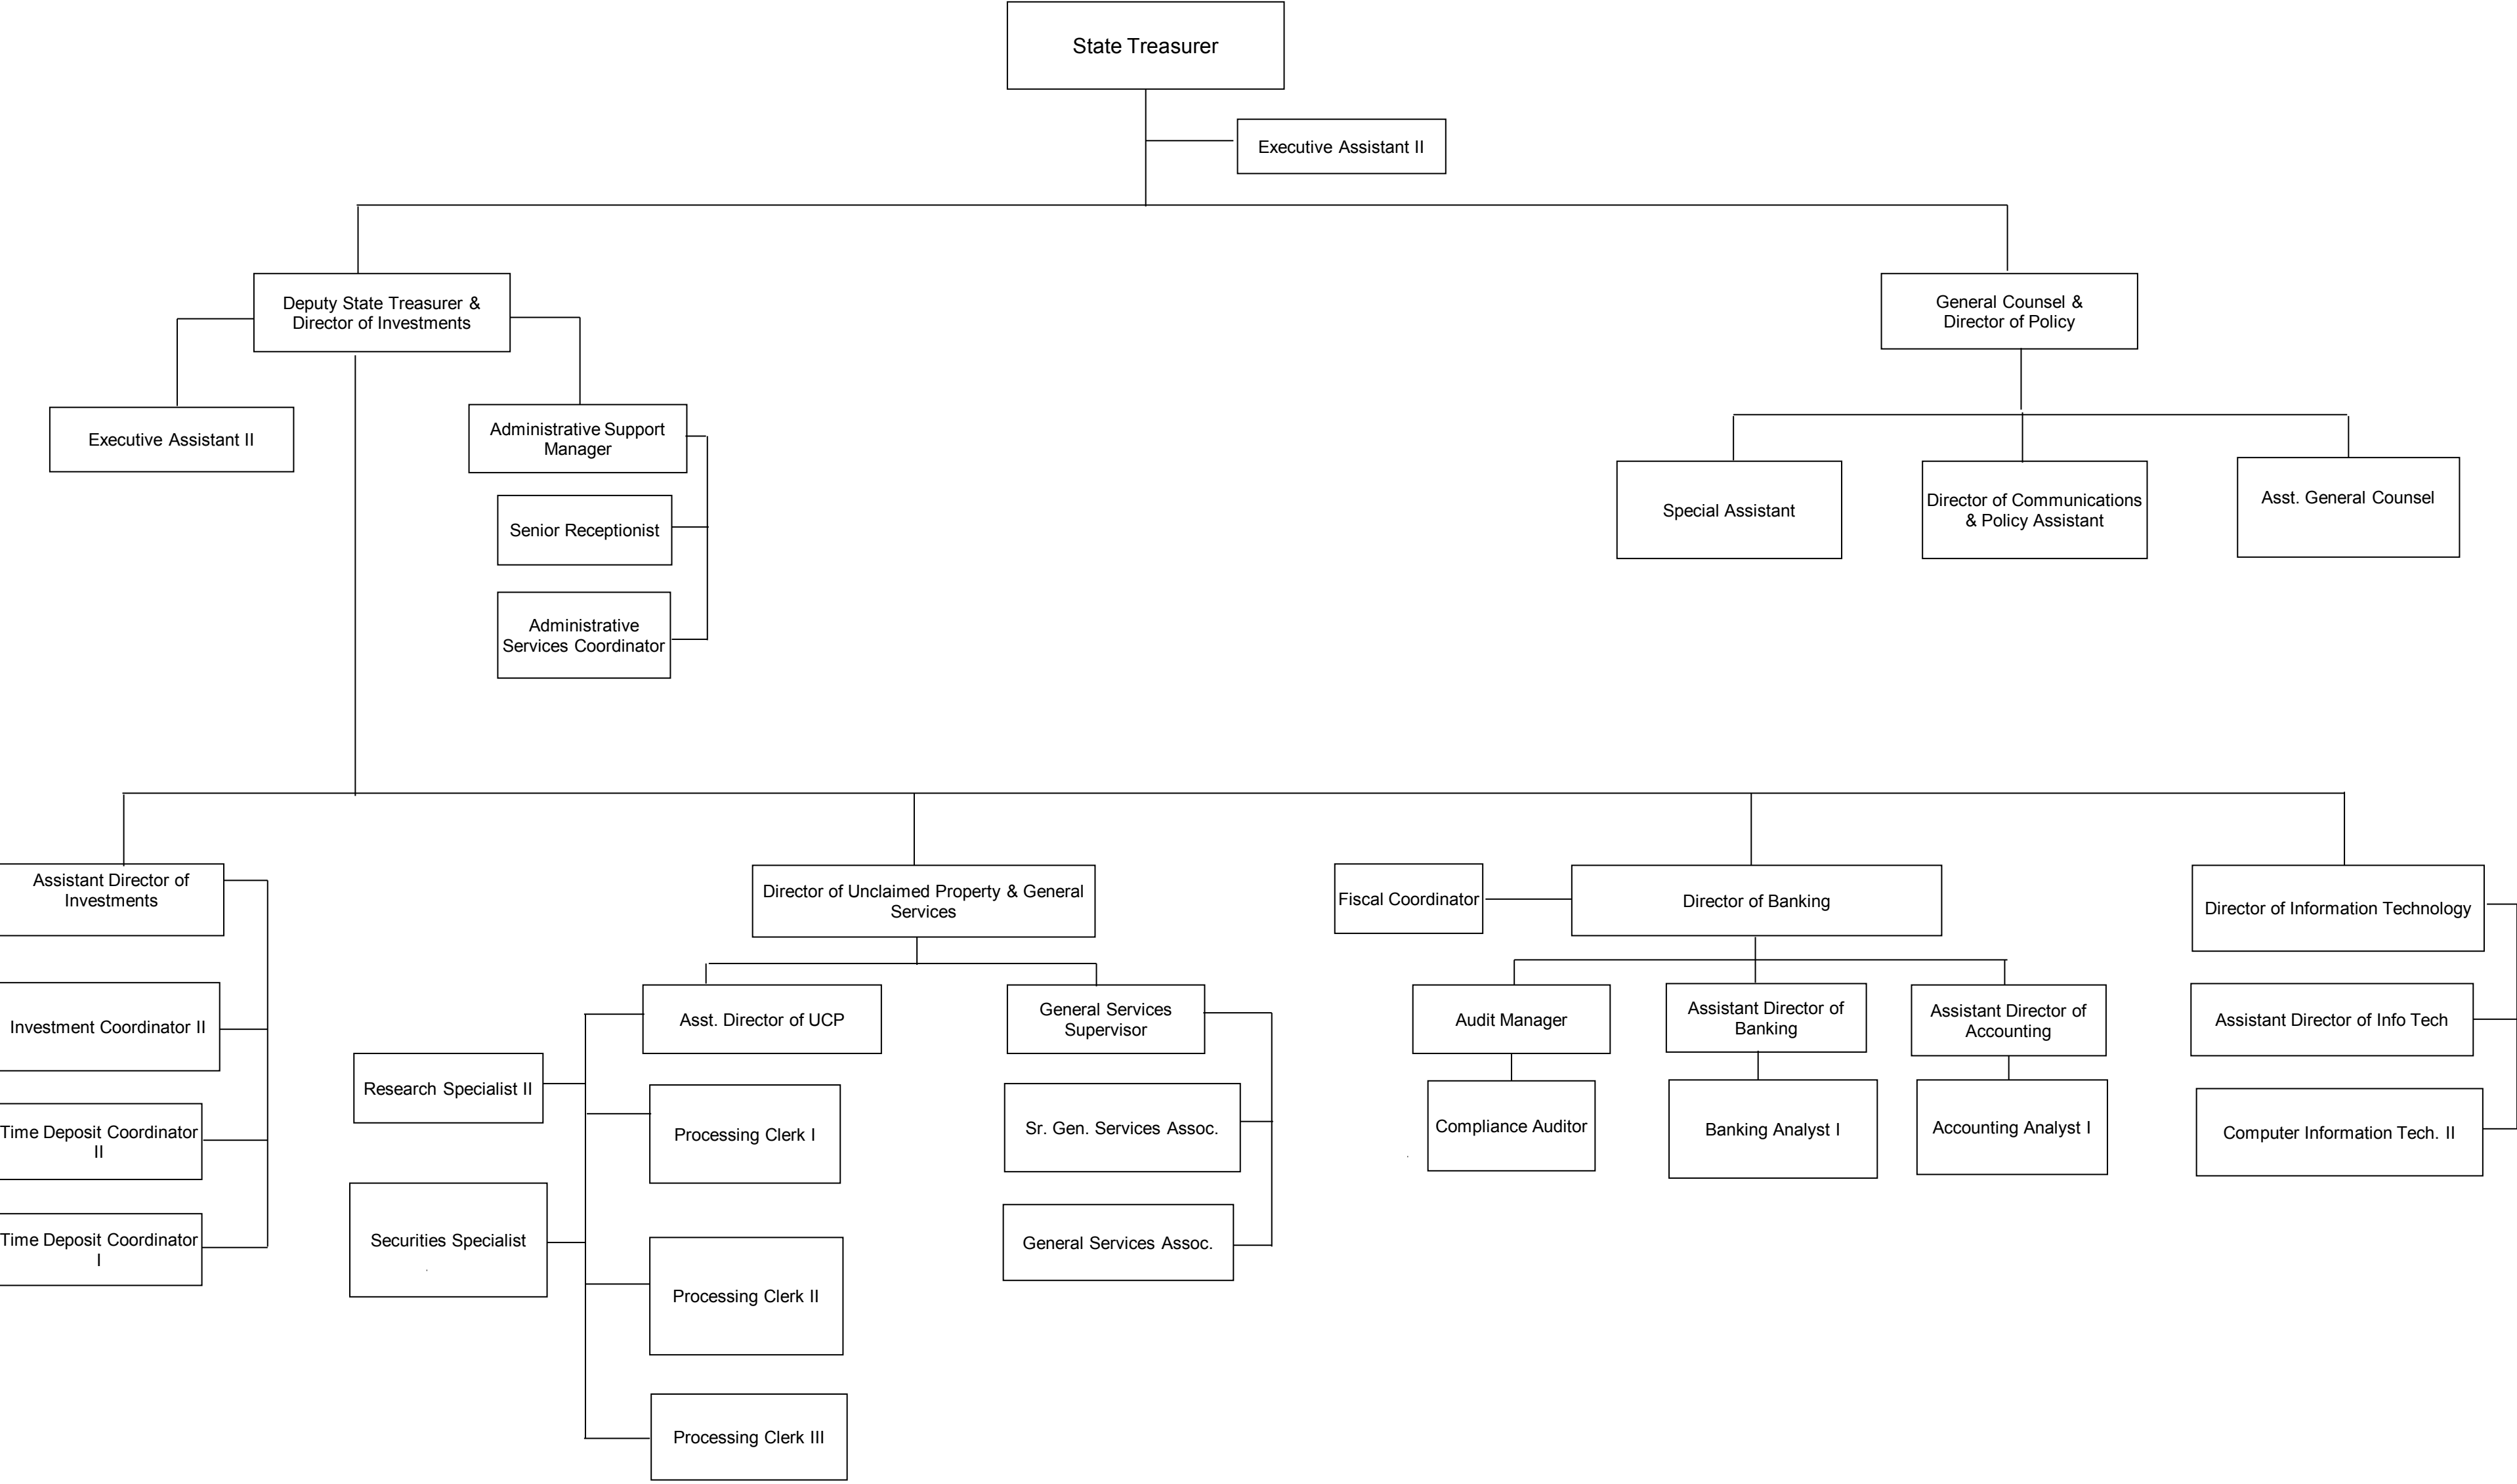 State Treasurer
Executive Assistant II
Deputy State Treasurer &
Director of Investments
General Counsel &
Director of Policy
Executive Assistant II
Administrative Support
Manager
Senior Receptionist
Administrative
Services Coordinator
Special Assistant
Director of Communications
& Policy Assistant
Asst. General Counsel
Assistant Director of
Investments
Investment Coordinator II
Time Deposit Coordinator
II
Time Deposit Coordinator
I
Director of Unclaimed Property & General
Services
Asst. Director of UCP
Research Specialist II
Processing Clerk I
Securities Specialist
Processing Clerk II
Processing Clerk III
General Services
Supervisor
Sr. Gen. Services Assoc.
General Services Assoc.
Fiscal Coordinator
Director of Banking
Audit Manager
Compliance Auditor
Assistant Director of
Banking
Banking Analyst I
Assistant Director of
Accounting
Accounting Analyst I
Director of Information Technology
Assistant Director of Info Tech
Computer Information Tech. II